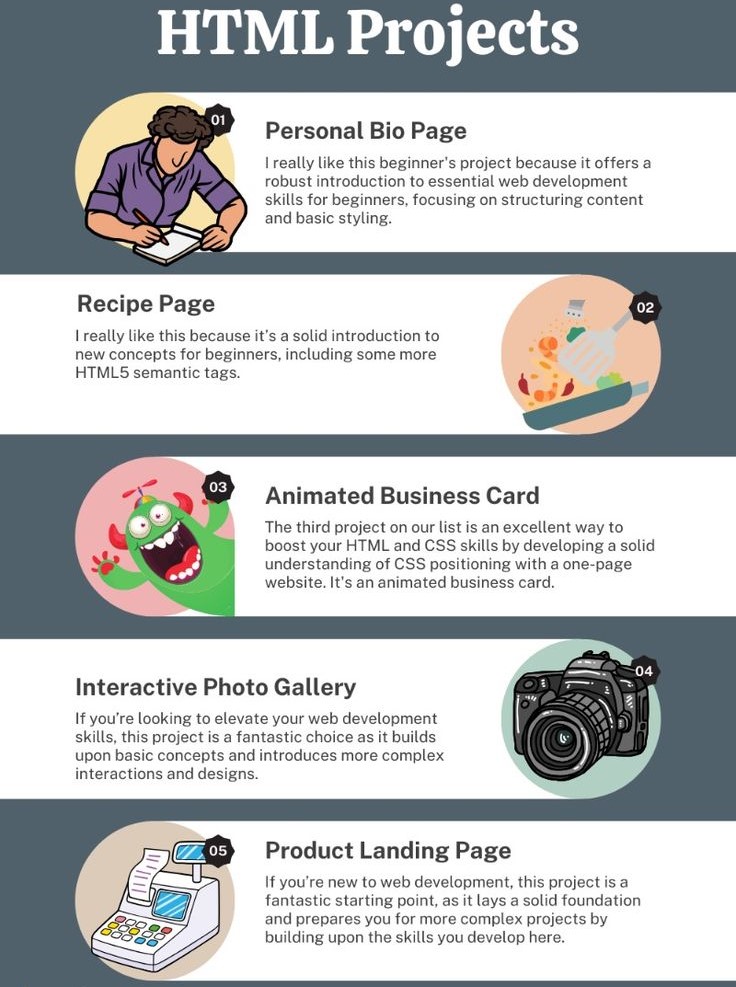 HTML Projects
01
Personal Bio Page
I really like this beginner's project because it offers a
robust introduction to essential web development
skills for beginners, focusing on structuring content
and basic styling.
Recipe Page
02
I really like this because it's a solid introduction to
new concepts for beginners, including some more
HTML5 semantic tags.
03
Animated Business Card
The third project on our list is an excellent way to
boost your HTML and CSS skills by developing a solid
understanding of CSS positioning with a one-page
website. It's an animated business card.
04
Interactive Photo Gallery
If you’re looking to elevate your web development
skills, this project is a fantastic choice as it builds
upon basic concepts and introduces more complex
interactions and designs.
05
Product Landing Page
If you’re new to web development, this project is a
fantastic starting point, as it lays a solid foundation
and prepares you for more complex projects by
building upon the skills you develop here.